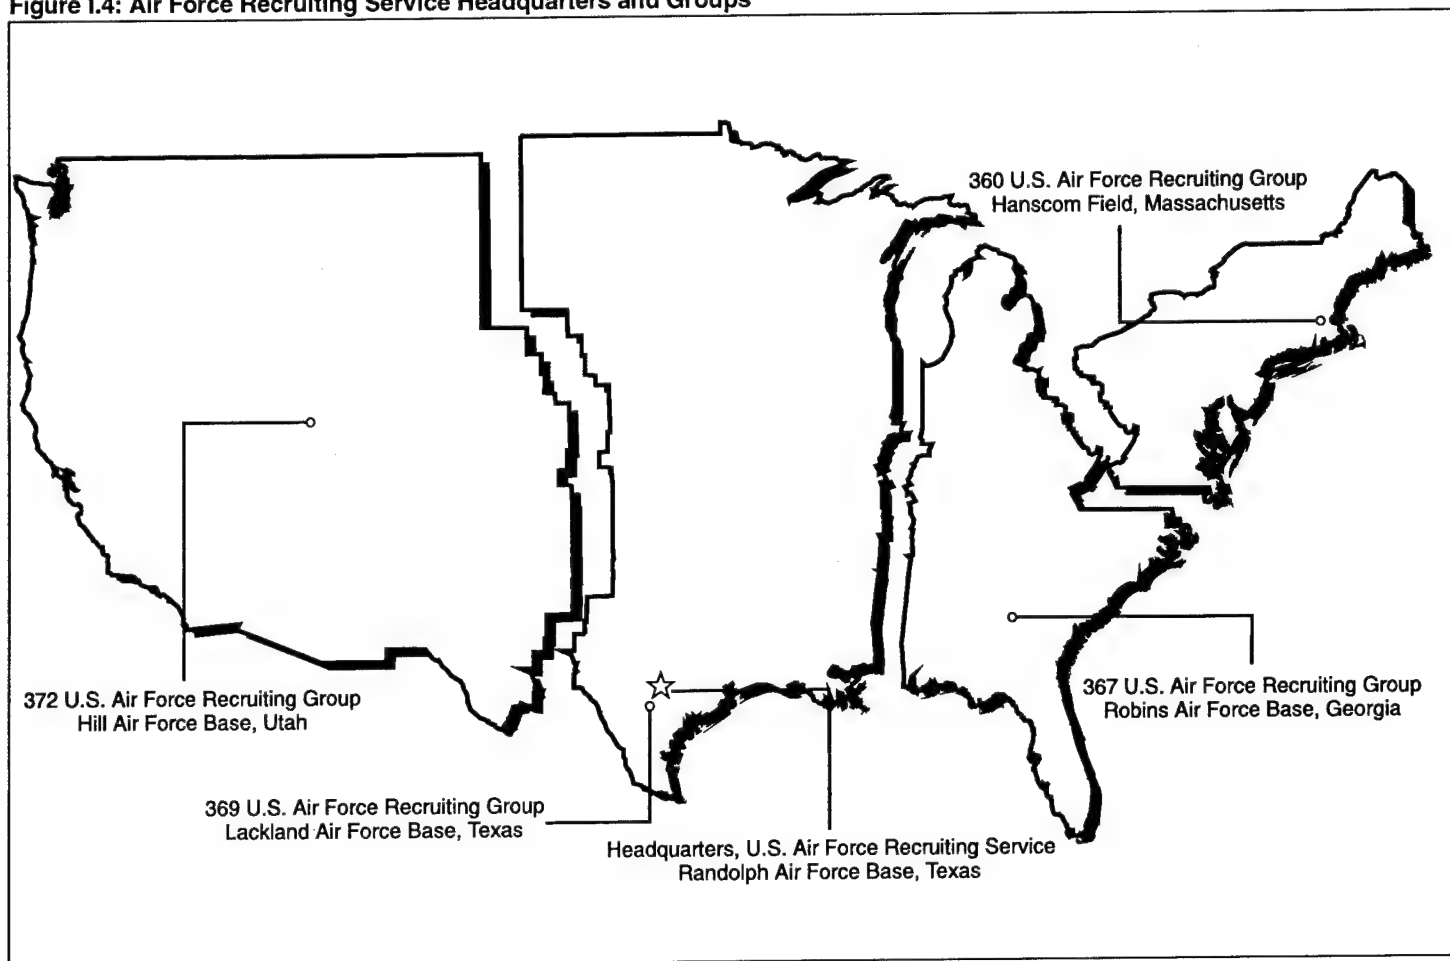 Figure I.4: Air Force Recruiting Service Headquarters and Groups
360 U.S. Air Force Recruiting Group
Hanscom Field, Massachusetts
372 U.S. Air Force Recruiting Group
Hill Air Force Base, Utah
367 U.S. Air Force Recruiting Group
Robins Air Force Base, Georgia
369 U.S. Air Force Recruiting Group
Lackland Air Force Base, Texas
Headquarters, U.S. Air Force Recruiting Service
Randolph Air Force Base, Texas